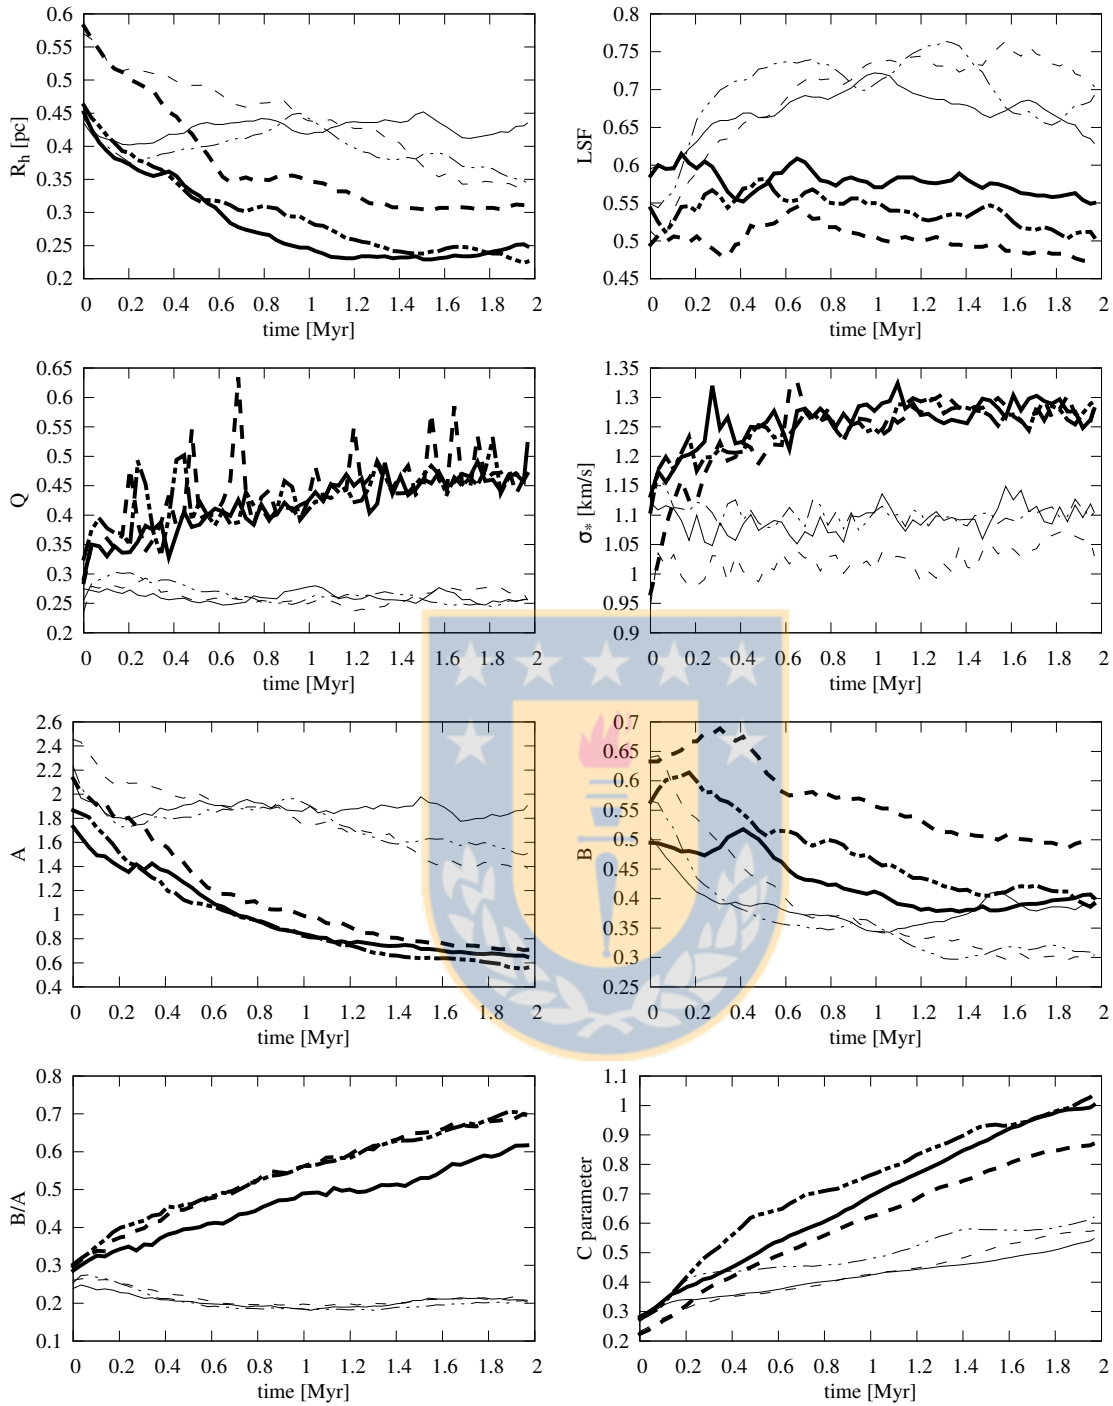 0.6 0.55 0.5 0.45 0.4 0.35 0.3 0.25 0.2
R_h [pc]
0 0.2 0.4 0.6 0.8 1 1.2 1.4 1.6 1.8 2
time [Myr]
0.8 0.75 0.7 0.65 0.6 0.55 0.5 0.45
LSF
0 0.2 0.4 0.6 0.8 1 1.2 1.4 1.6 1.8 2
time [Myr]
0.65 0.6 0.55 0.5 0.45 0.4 0.35 0.3 0.25 0.2
Q
0 0.2 0.4 0.6 0.8 1 1.2 1.4 1.6 1.8 2
time [Myr]
1.35 1.3 1.25 1.2 1.15 1.1 1.05 1 0.95 0.9
σ* [km/s]
0 0.2 0.4 0.6 0.8 1 1.2 1.4 1.6 1.8 2
time [Myr]
2.6 2.4 2.2 2 1.8 1.6 1.4 1.2 1 0.8 0.6 0.4
A
0 0.2 0.4 0.6 0.8 1 1.2 1.4 1.6 1.8 2
time [Myr]
0.7 0.65 0.6 0.55 0.5 0.45 0.4 0.35 0.3 0.25
B
0 0.2 0.4 0.6 0.8 1 1.2 1.4 1.6 1.8 2
time [Myr]
0.8 0.7 0.6 0.5 0.4 0.3 0.2 0.1
B/A
0 0.2 0.4 0.6 0.8 1 1.2 1.4 1.6 1.8 2
time [Myr]
1.1 1 0.9 0.8 0.7 0.6 0.5 0.4 0.3 0.2
C parameter
0 0.2 0.4 0.6 0.8 1 1.2 1.4 1.6 1.8 2
time [Myr]